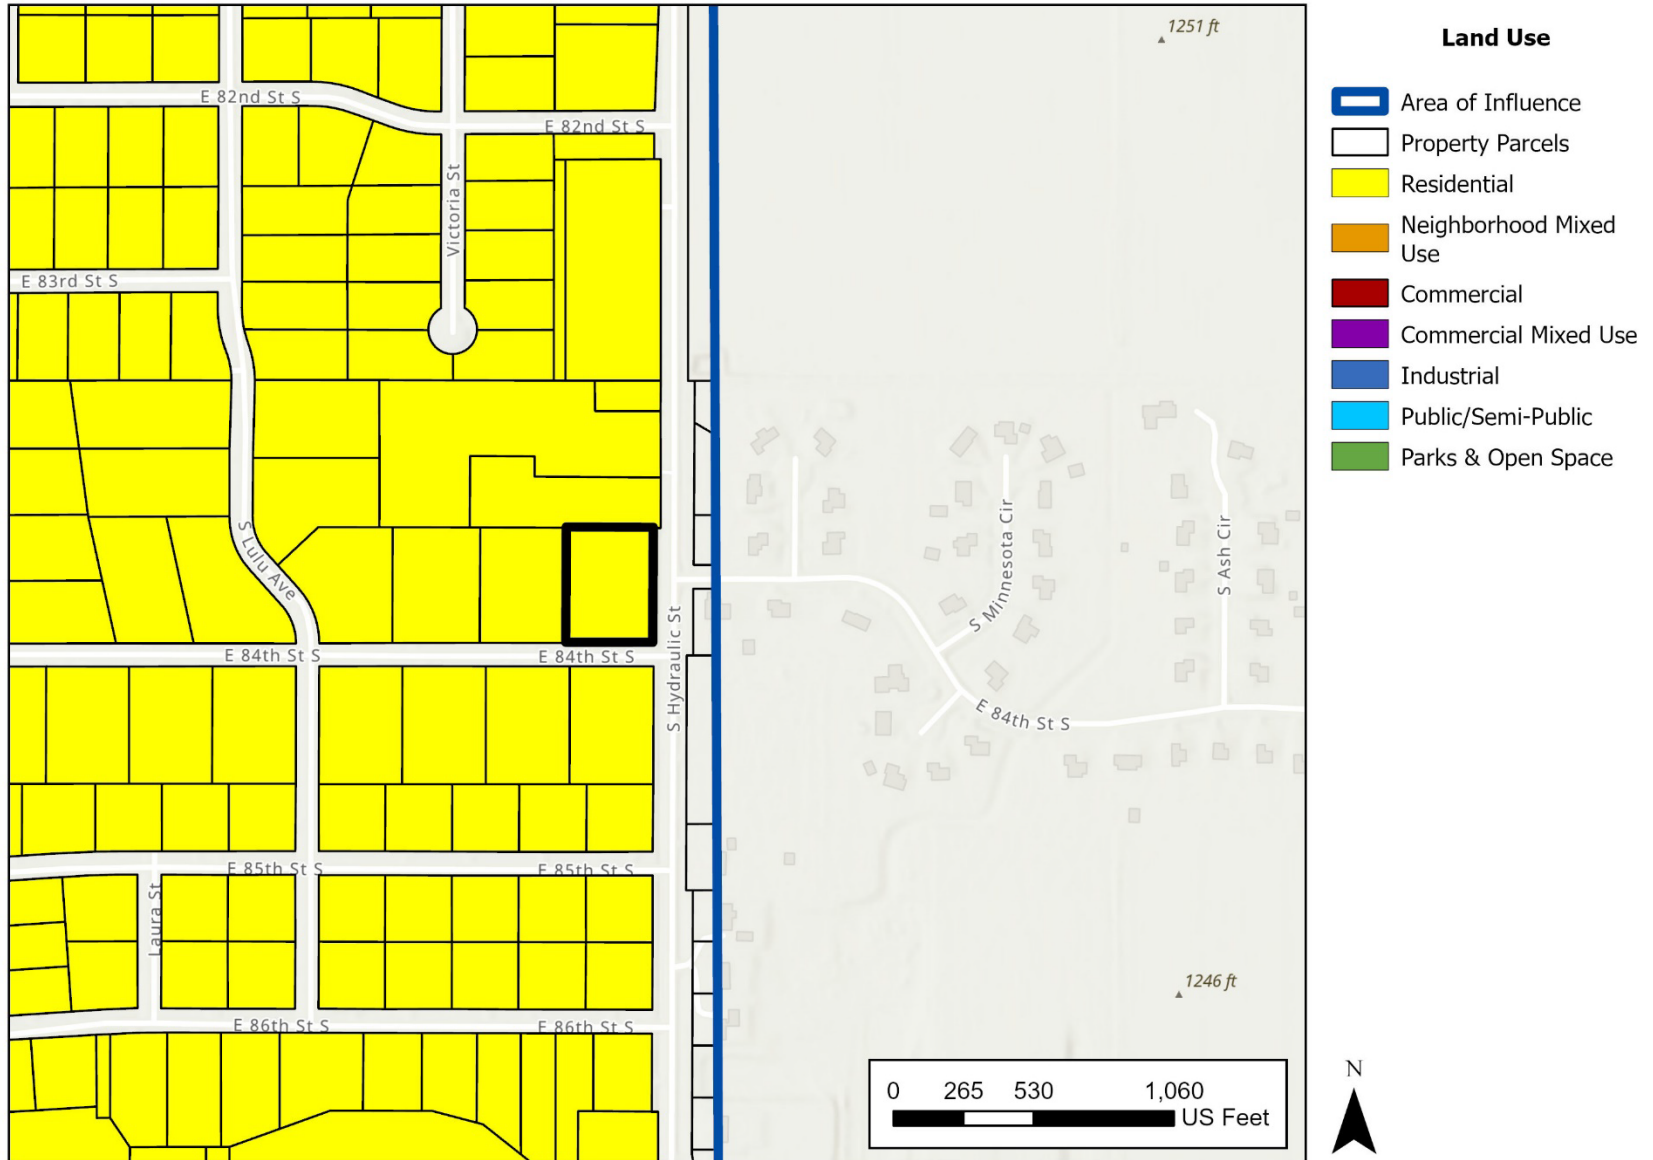 1251 ft
E 82nd St S
E 82nd St S
Victoria St
E 83rd St S
S Lulu Ave
S Minnesota Cir
S Ash Cir
S Hydraulic St
E 84th St S
E 84th St S
E 84th St S
E 85th St S
E 85th St S
Laura St
1246 ft
E 86th St S
E 86th St S
0 265 530 1,060
US Feet
Land Use
Area of Influence
Property Parcels
Residential
Neighborhood Mixed
Use
Commercial
Commercial Mixed Use
Industrial
Public/Semi-Public
Parks & Open Space
N